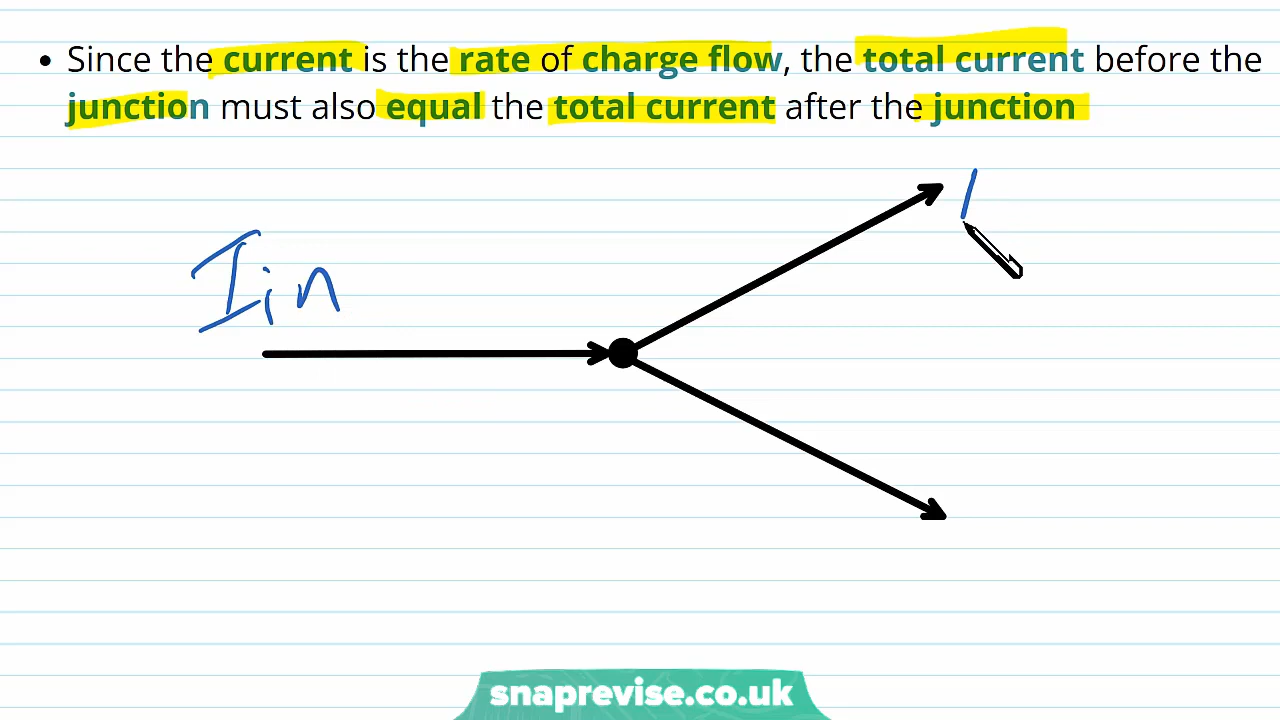 • Since the current is the rate of charge flow, the total current before the
junction must also equal the total current after the junction
Iin
snaprevise.co.uk